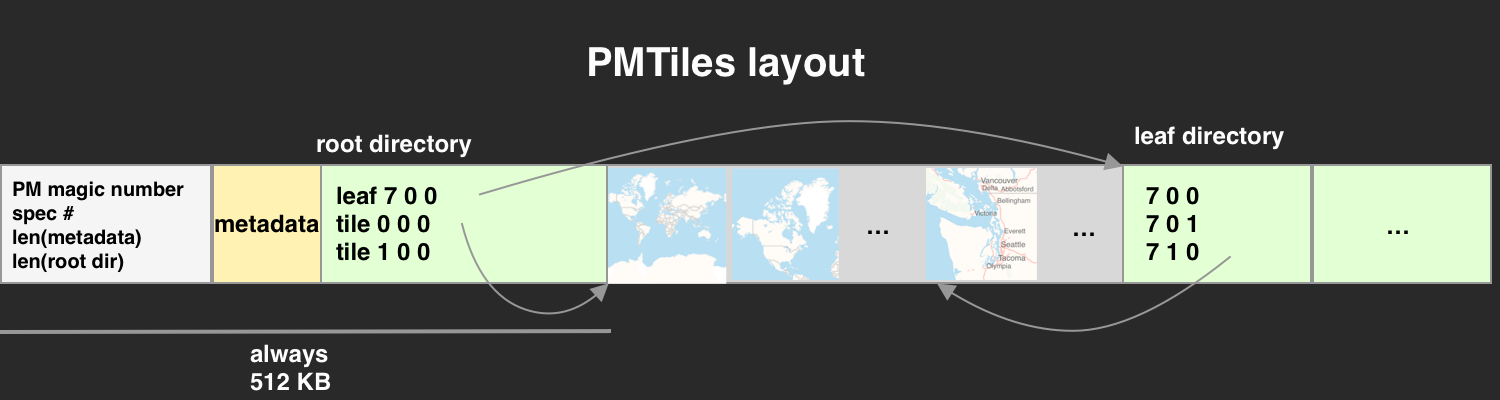 PMTiles layout
root directory
leaf directory
PM magic number
spec #
len(metadata)
len(root dir)
metadata
leaf 7 0 0
tile 0 0 0
tile 1 0 0
...
Vancouver
Delta Abbotsford
Bellingham
Victoria
Everett
Seattle
Tacoma
Olympia
...
7 0 0
7 0 1
7 1 0
...
always
512 KB